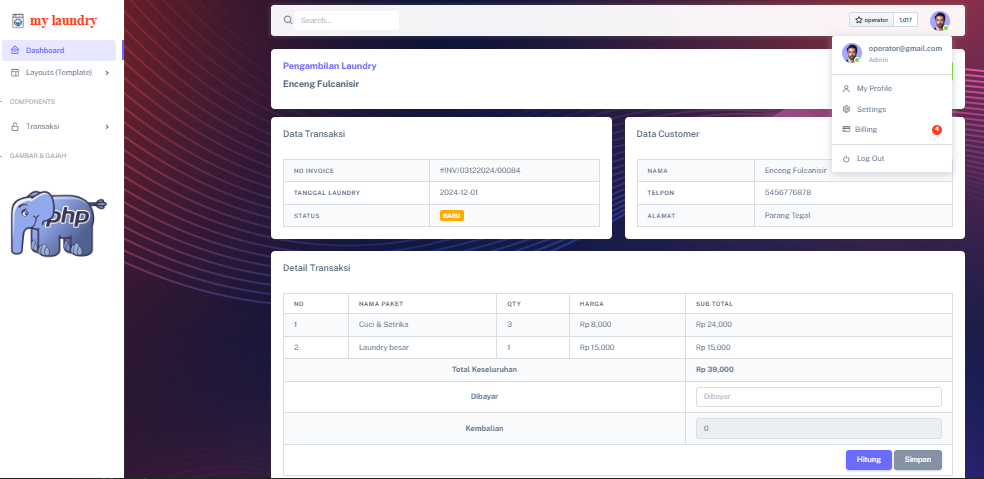 my laundry
Dashboard
Layouts (Template)
COMPONENTS
Transaksi
GAMBAR & GAJAH
php
Search...
operator 1,017
operator@gmail.com
Admin
My Profile
Settings
Billing 4
Log Out
Pengambilan Laundry
Enceng Fulcanisir
Data Transaksi
NO INVOICE #INV/03122024/00084
TANGGAL LAUNDRY 2024-12-01
STATUS BARU
Data Customer
NAMA Enceng Fulcanisir
TELPON 5456776878
ALAMAT Parang Tegal
Detail Transaksi
NO NAMA PAKET QTY HARGA SUB TOTAL
1 Cuci & Setrika 3 Rp 8,000 Rp 24,000
2 Laundry besar 1 Rp 15,000 Rp 15,000
Total Keseluruhan Rp 39,000
Dibayar Dibayar
Kembalian 0
Hitung Simpan